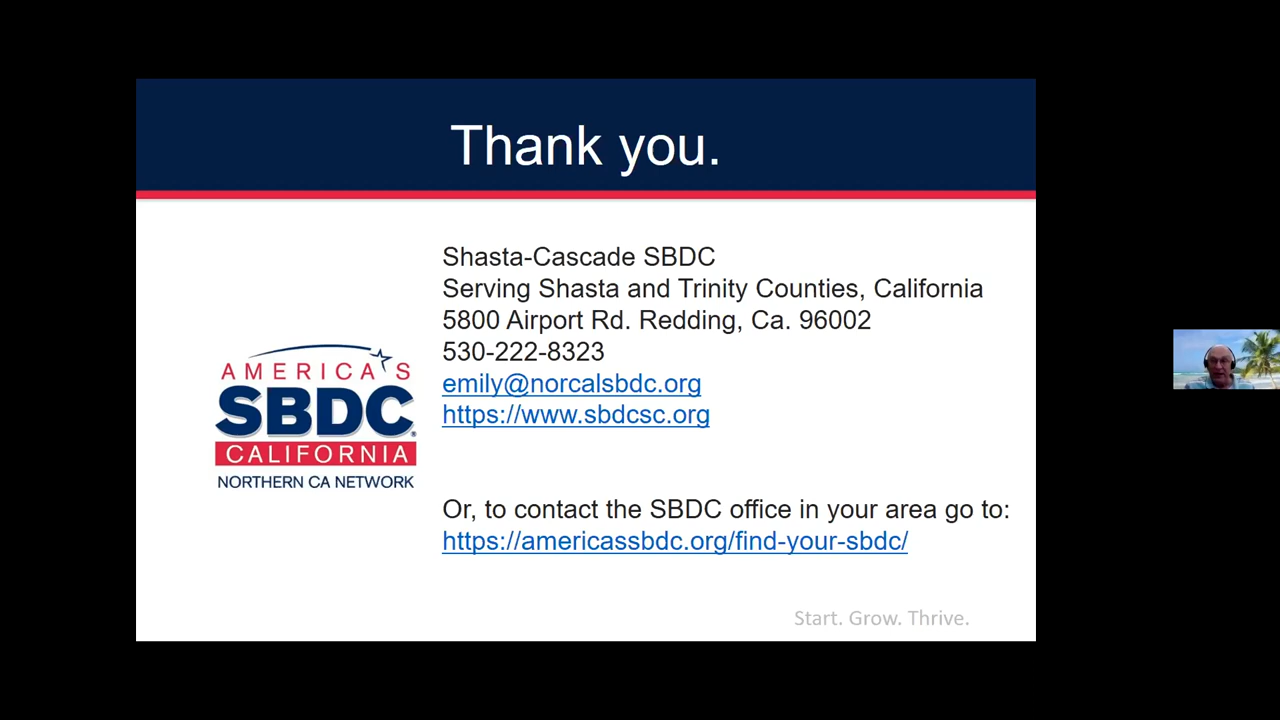 Thank you.
Shasta-Cascade SBDC
Serving Shasta and Trinity Counties, California
5800 Airport Rd. Redding, Ca. 96002
530-222-8323
emily@norcalsbdc.org
https://www.sbdcsc.org
AMERICA'S
SBDC
CALIFORNIA
NORTHERN CA NETWORK
Or, to contact the SBDC office in your area go to:
https://americassbdc.org/find-your-sbdc/
Start. Grow. Thrive.